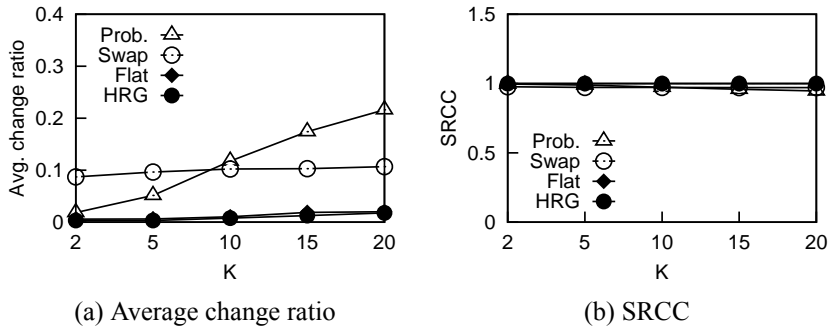 0.4
0.3
0.2
0.1
0
Avg. change ratio
Prob.
Swap
Flat
HRG
2 5 10 15 20
K
(a) Average change ratio
1.5
1
0.5
0
SRCC
Prob.
Swap
Flat
HRG
2 5 10 15 20
K
(b) SRCC